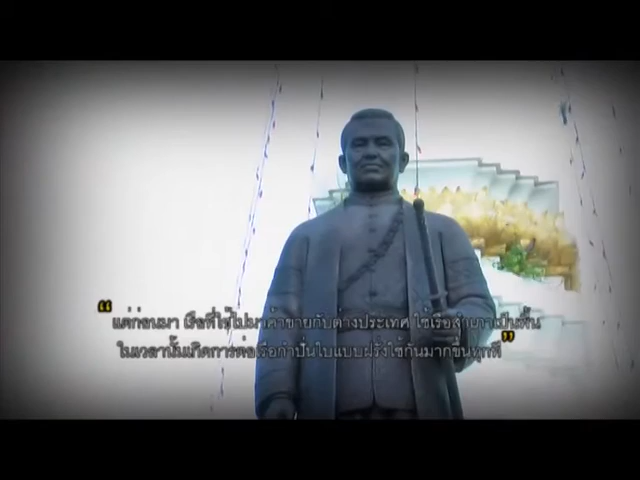 “แต่ก่อนมา เรือที่ใช้ไปมาค้าขายกับต่างประเทศ ใช้เรือสำเภาเป็นพื้น
ในเวลานั้นเกิดการต่อเรือกำปั่นใบแบบฝรั่งใช้กันมากขึ้นทุกที”